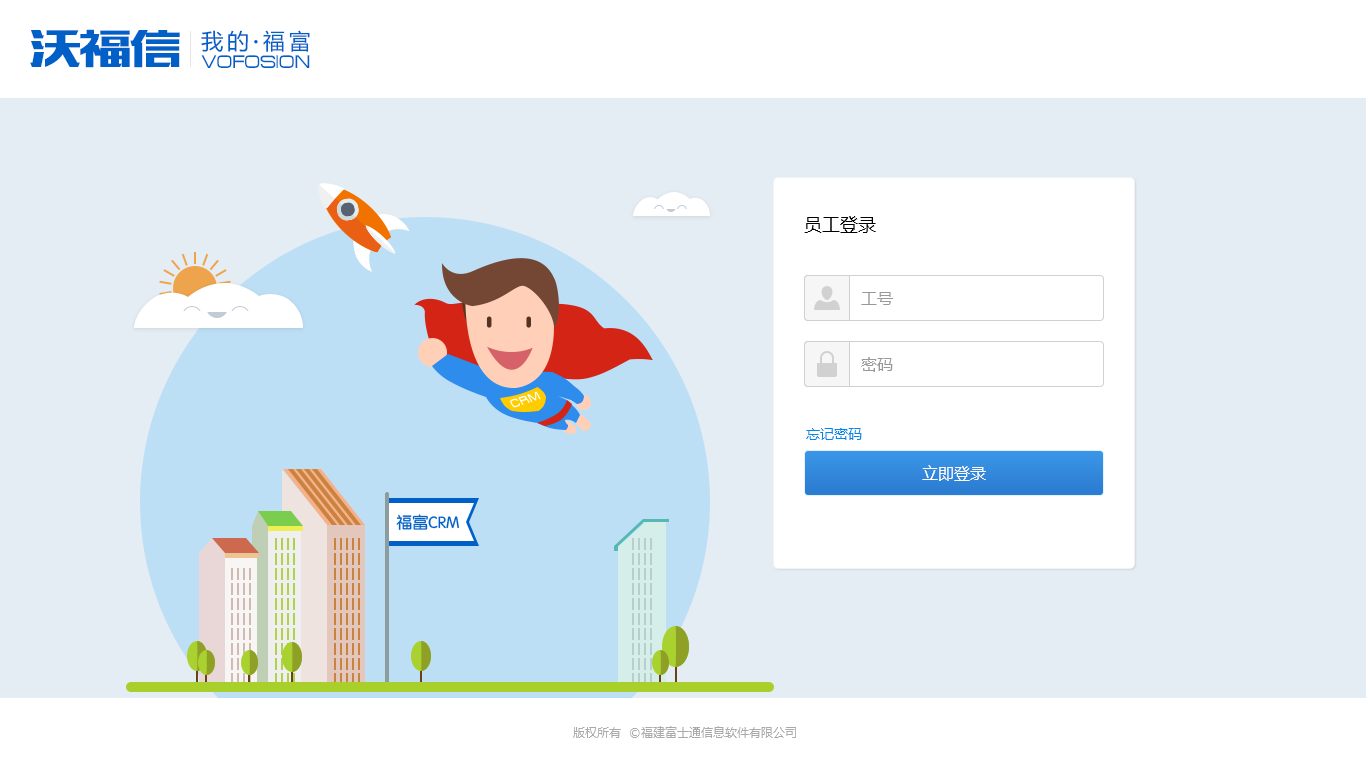 沃福信
我的·福富
VOFOSION
员工登录
工号
密码
忘记密码
立即登录
CRM
福富CRM
版权所有 ©福建富士通信息软件有限公司